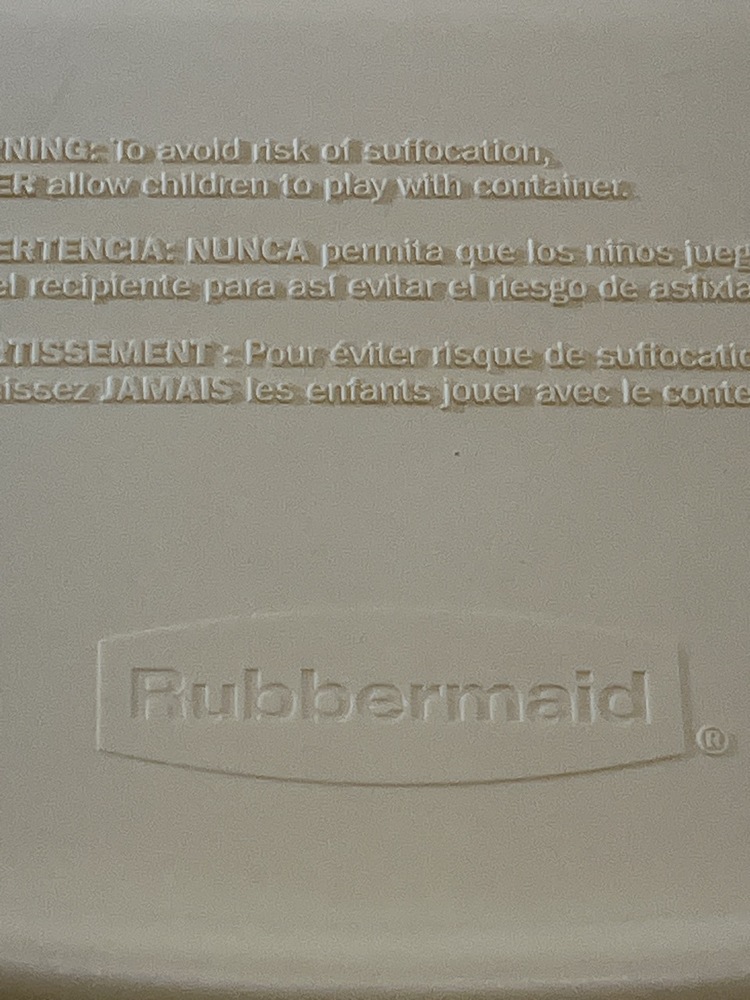 NING: To avoid risk of suffocation,
ER allow children to play with container.
ERTENCIA: NUNCA permita que los niños jueg
el recipiente para así evitar el riesgo de asfixia
TISSEMENT : Pour éviter risque de suffocatio
issez JAMAIS les enfants jouer avec le conte
Rubbermaid
®